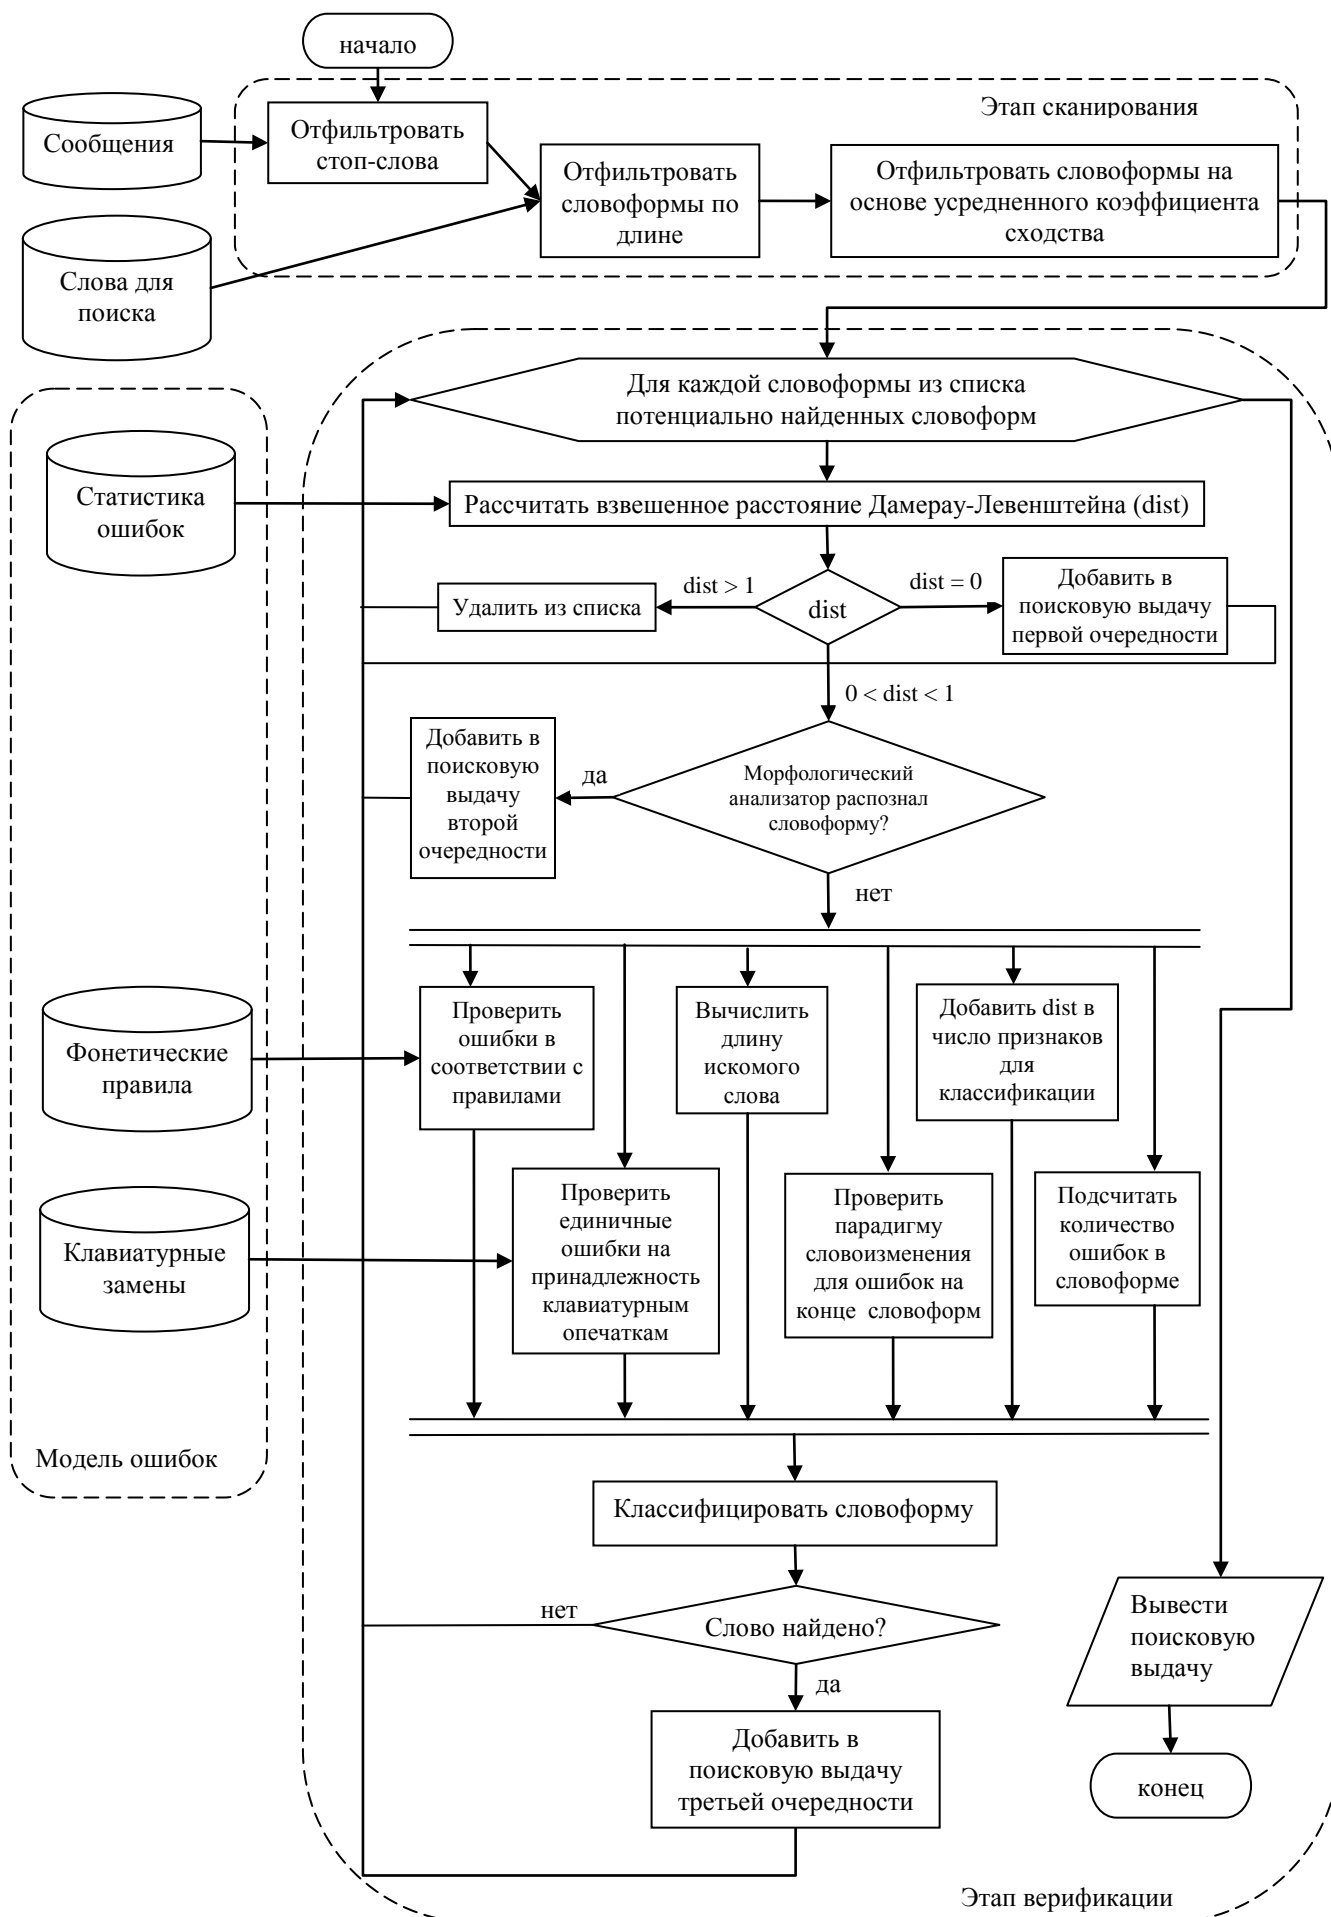 начало
Этап сканирования
Сообщения
Отфильтровать
стоп-слова
Отфильтровать
словоформы по
длине
Отфильтровать словоформы на
основе усредненного коэффициента
сходства
Слова для
поиска
Для каждой словоформы из списка
потенциально найденных словоформ
Статистика
ошибок
Рассчитать взвешенное расстояние Дамерау-Левенштейна (dist)
Удалить из списка
dist > 1
dist
dist = 0
Добавить в
поисковую выдачу
первой очередности
0 < dist < 1
Добавить в
поисковую
выдачу
второй
очередности
да
Морфологический
анализатор распознал
словоформу?
нет
Фонетические
правила
Проверить
ошибки в
соответствии с
правилами
Вычислить
длину
искомого
слова
Добавить dist в
число признаков
для
классификации
Клавиатурные
замены
Проверить
единичные
ошибки на
принадлежность
клавиатурным
опечаткам
Проверить
парадигму
словоизменения
для ошибок на
конце словоформ
Подсчитать
количество
ошибок в
словоформе
Модель ошибок
Классифицировать словоформу
нет
Слово найдено?
да
Добавить в
поисковую выдачу
третьей очередности
Вывести
поисковую
выдачу
конец
Этап верификации